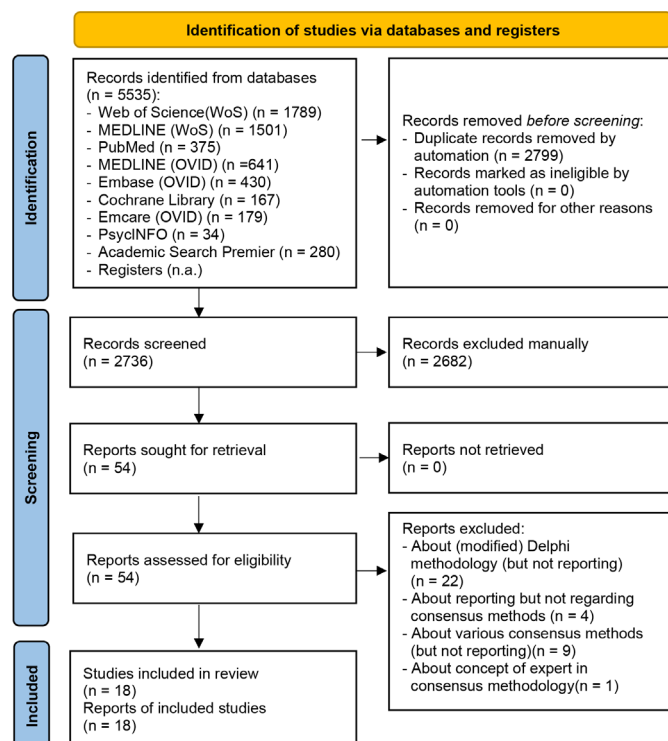 Identification of studies via databases and registers
Identification
Records identified from databases
(n = 5535):
- Web of Science(WoS) (n = 1789)
- MEDLINE (WoS) (n = 1501)
- PubMed (n = 375)
- MEDLINE (OVID) (n =641)
- Embase (OVID) (n = 430)
- Cochrane Library (n = 167)
- Emcare (OVID) (n = 179)
- PsycINFO (n = 34)
- Academic Search Premier (n = 280)
- Registers (n.a.)
Records removed before screening:
- Duplicate records removed by
automation (n = 2799)
- Records marked as ineligible by
automation tools (n = 0)
- Records removed for other reasons
(n = 0)
Screening
Records screened
(n = 2736)
Records excluded manually
(n = 2682)
Reports sought for retrieval
(n = 54)
Reports not retrieved
(n = 0)
Reports assessed for eligibility
(n = 54)
Reports excluded:
- About (modified) Delphi
methodology (but not reporting)
(n = 22)
- About reporting but not regarding
consensus methods (n = 4)
- About various consensus methods
(but not reporting)(n = 9)
- About concept of expert in
consensus methodology(n = 1)
Included
Studies included in review
(n = 18)
Reports of included studies
(n = 18)